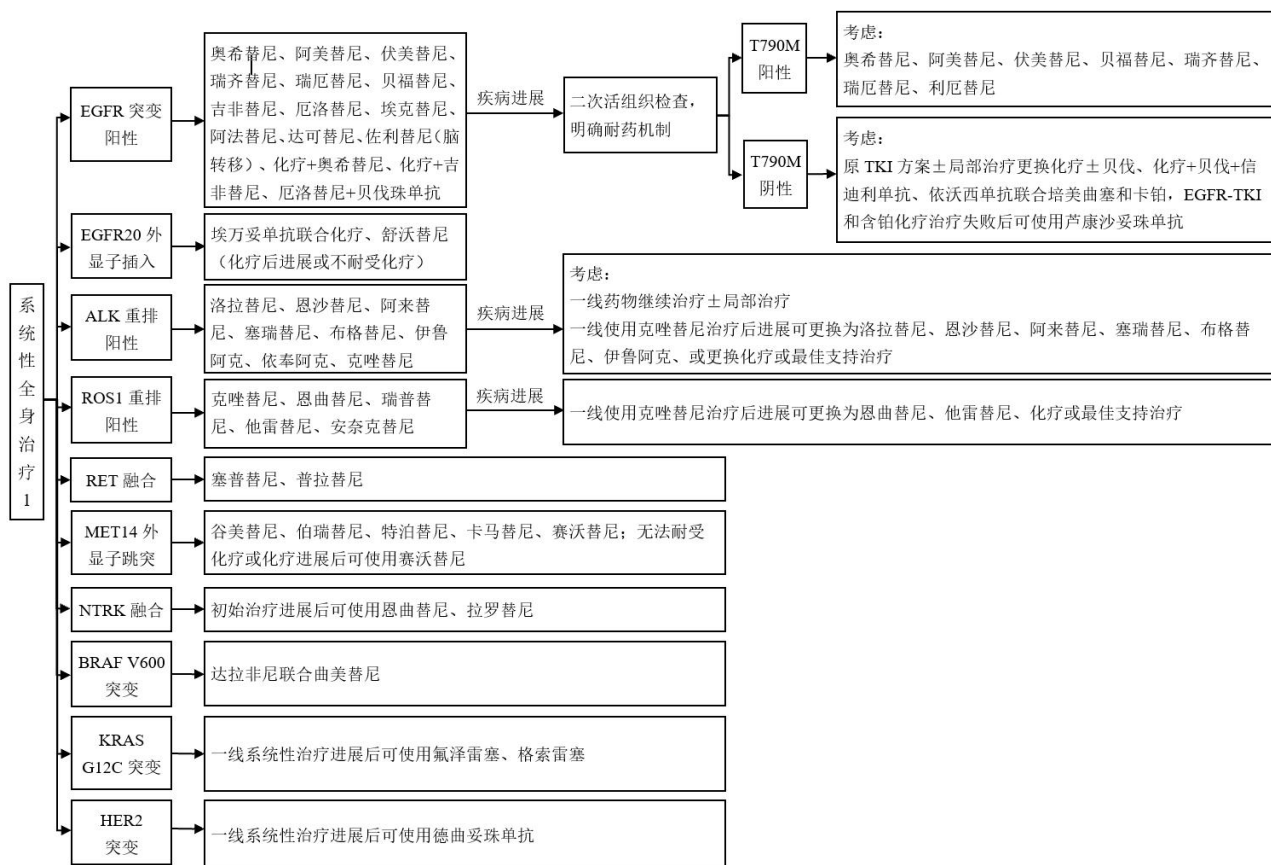 系
统
性
全
身
治
疗
1
EGFR 突变
阳性
奥希替尼、阿美替尼、伏美替尼、
瑞齐替尼、瑞厄替尼、贝福替尼、
吉非替尼、厄洛替尼、埃克替尼、
阿法替尼、达可替尼、佐利替尼（脑
转移）、化疗+奥希替尼、化疗+吉
非替尼、厄洛替尼+贝伐珠单抗
疾病进展
二次活组织检查，
明确耐药机制
T790M
阳性
考虑：
奥希替尼、阿美替尼、伏美替尼、贝福替尼、瑞齐替尼、
瑞厄替尼、利厄替尼
T790M
阴性
考虑：
原 TKI 方案±局部治疗更换化疗±贝伐、化疗+贝伐+信
迪利单抗、依沃西单抗联合培美曲塞和卡铂，EGFR-TKI
和含铂化疗治疗失败后可使用芦康沙妥珠单抗
EGFR20 外
显子插入
埃万妥单抗联合化疗、舒沃替尼
（化疗后进展或不耐受化疗）
ALK 重排
阳性
洛拉替尼、恩沙替尼、阿来替
尼、塞瑞替尼、布格替尼、伊鲁
阿克、依奉阿克、克唑替尼
疾病进展
考虑：
一线药物继续治疗±局部治疗
一线使用克唑替尼治疗后进展可更换为洛拉替尼、恩沙替尼、阿来替尼、塞瑞替尼、布格替
尼、伊鲁阿克、或更换化疗或最佳支持治疗
ROS1 重排
阳性
克唑替尼、恩曲替尼、瑞普替
尼、他雷替尼、安奈克替尼
疾病进展
一线使用克唑替尼治疗后进展可更换为恩曲替尼、他雷替尼、化疗或最佳支持治疗
RET 融合
塞普替尼、普拉替尼
MET14 外
显子跳突
谷美替尼、伯瑞替尼、特泊替尼、卡马替尼、赛沃替尼；无法耐受
化疗或化疗进展后可使用赛沃替尼
NTRK 融合
初始治疗进展后可使用恩曲替尼、拉罗替尼
BRAF V600
突变
达拉非尼联合曲美替尼
KRAS
G12C 突变
一线系统性治疗进展后可使用氟泽雷塞、格索雷塞
HER2
突变
一线系统性治疗进展后可使用德曲妥珠单抗